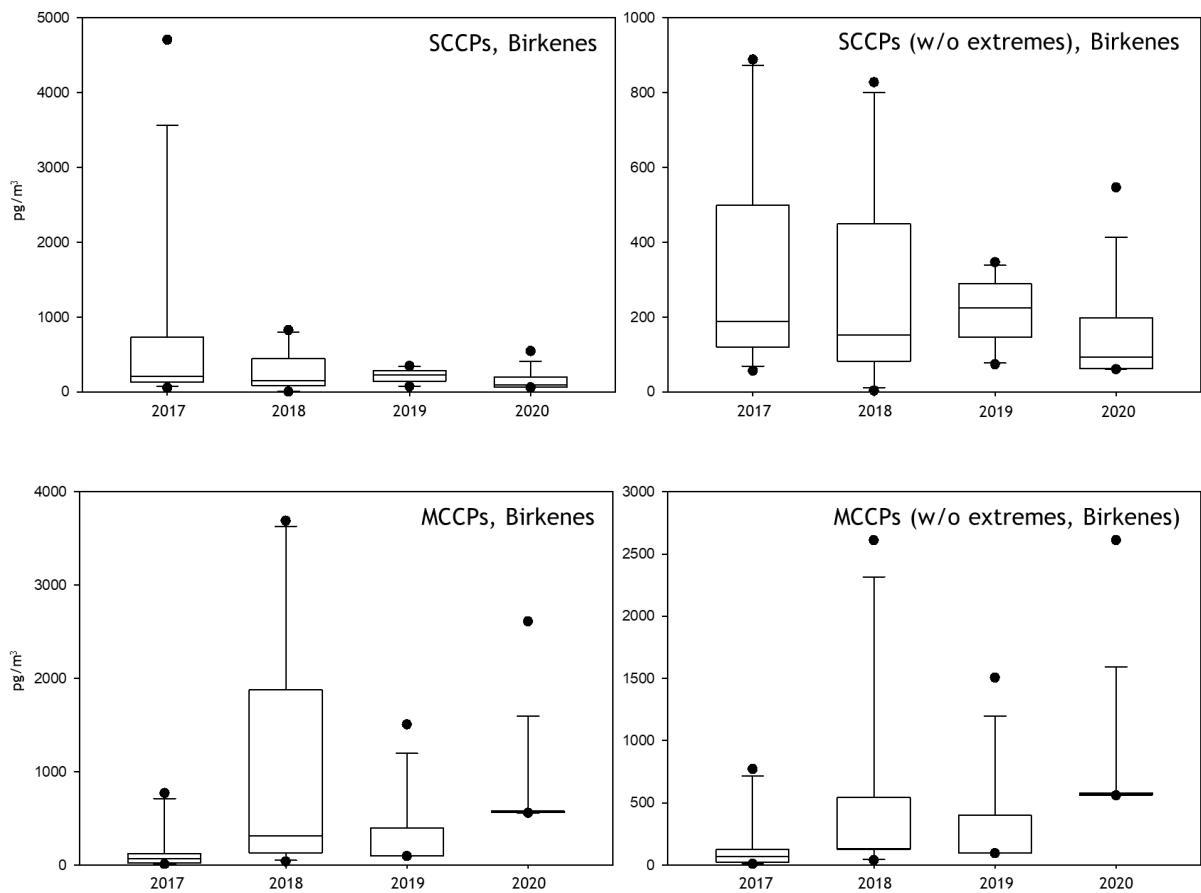 SCCPs, Birkenes
5000
4000
3000
2000
1000
0
pg/m³
2017 2018 2019 2020
SCCPs (w/o extremes), Birkenes
1000
800
600
400
200
0
2017 2018 2019 2020
MCCPs, Birkenes
4000
3000
2000
1000
0
pg/m³
2017 2018 2019 2020
MCCPs (w/o extremes, Birkenes)
3000
2500
2000
1500
1000
500
0
2017 2018 2019 2020